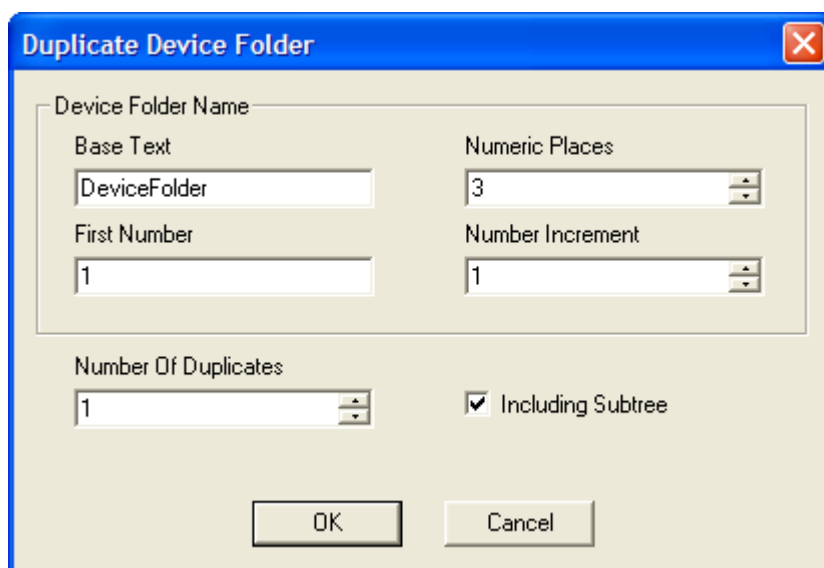 Duplicate Device Folder
Device Folder Name
Base Text
Numeric Places
DeviceFolder
3
First Number
Number Increment
1
1
Number Of Duplicates
1
Including Subtree
OK
Cancel